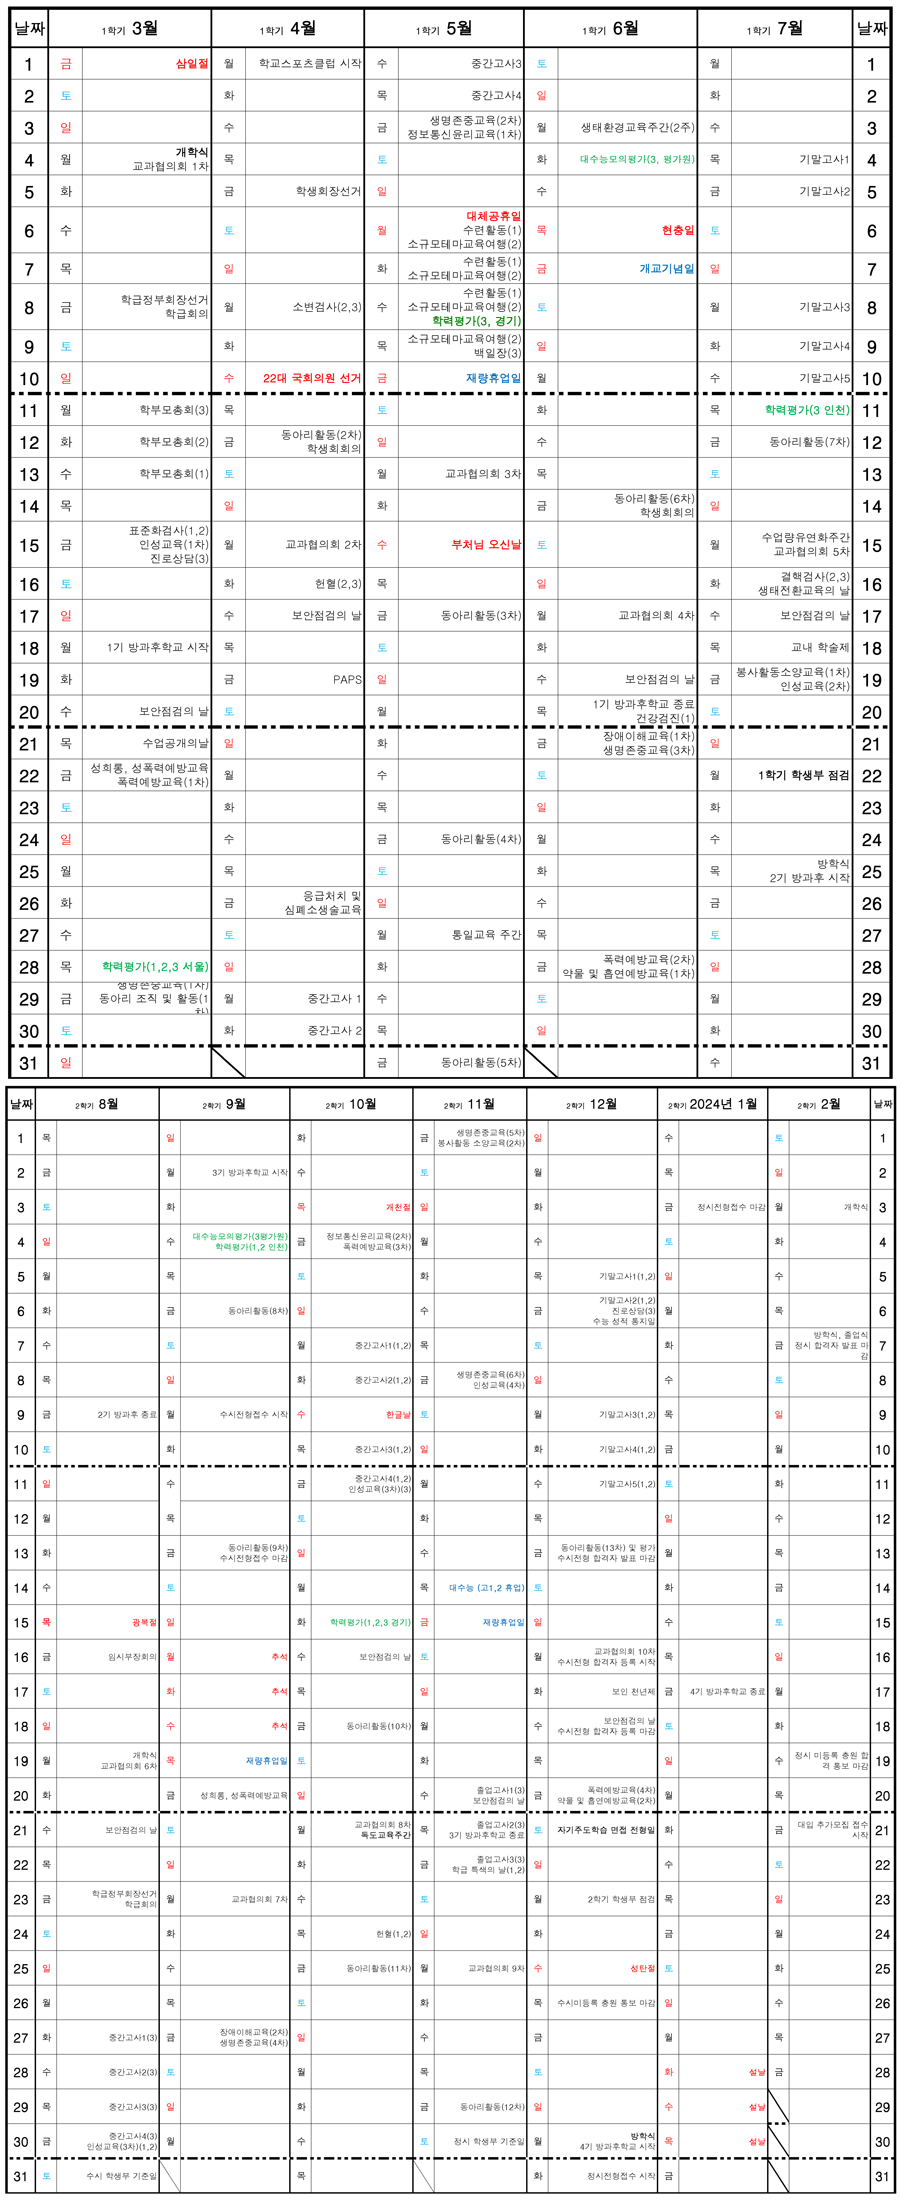 날짜 1학기 3월 1학기 4월 1학기 5월 1학기 6월 1학기 7월 날짜
1 금 삼일절 월 학교스포츠클럽 시작 수 중간고사3 토 월 1
2 토 화 목 중간고사4 일 화 2
3 일 수 금 생명존중교육(2차) 월 생태환경교육주간(2주) 수 3
정보통신윤리교육(1차)
4 월 개학식 목 토 화 대수능모의평가(3, 평가원) 목 기말고사1 4
교과협의회 1차
5 화 금 학생회장선거 일 수 금 기말고사2 5
6 수 토 월 대체공휴일 목 현충일 토 6
수련활동(1)
소규모테마교육여행(2)
7 목 일 화 수련활동(1) 금 개교기념일 일 7
소규모테마교육여행(2)
8 금 학급정부회장선거 월 소변검사(2,3) 수 수련활동(1) 토 월 기말고사3 8
학급회의 소규모테마교육여행(2)
학력평가(3, 경기)
9 토 화 목 소규모테마교육여행(2) 일 화 기말고사4 9
백일장(3)
10 일 수 22대 국회의원 선거 금 재량휴업일 월 수 기말고사5 10
11 월 학부모총회(3) 목 토 화 목 학력평가(3 인천) 11
12 화 학부모총회(2) 금 동아리활동(2차) 일 수 금 동아리활동(7차) 12
학생회회의
13 수 학부모총회(1) 토 월 교과협의회 3차 목 토 13
14 목 일 화 금 동아리활동(6차) 일 14
학생회회의
15 금 표준화검사(1,2) 월 교과협의회 2차 수 부처님 오신날 토 월 수업량유연화주간 15
인성교육(1차) 교과협의회 5차
진로상담(3)
16 토 화 헌혈(2,3) 목 일 화 결핵검사(2,3) 16
생태전환교육의 날
17 일 수 보안점검의 날 금 동아리활동(3차) 월 교과협의회 4차 수 보안점검의 날 17
18 월 1기 방과후학교 시작 목 토 화 목 교내 학술제 18
19 화 금 PAPS 일 수 보안점검의 날 금 봉사활동소양교육(1차) 19
인성교육(2차)
20 수 보안점검의 날 토 월 목 1기 방과후학교 종료 토 20
건강검진(1)
21 목 수업공개의날 일 화 금 장애이해교육(1차) 일 21
생명존중교육(3차)
22 금 성희롱, 성폭력예방교육 월 수 토 월 1학기 학생부 점검 22
폭력예방교육(1차)
23 토 화 목 일 화 23
24 일 수 금 동아리활동(4차) 월 수 24
25 월 목 토 화 목 방학식 25
2기 방과후 시작
26 화 금 응급처치 및 일 수 금 26
심폐소생술교육
27 수 토 월 통일교육 주간 목 토 27
28 목 학력평가(1,2,3 서울) 일 화 금 폭력예방교육(2차) 일 28
약물 및 흡연예방교육(1차)
29 금 생명존중교육(1차) 월 중간고사 1 수 토 월 29
동아리 조직 및 활동(1
차)
30 토 화 중간고사 2 목 일 화 30
31 일 금 동아리활동(5차) 수 31
날짜 2학기 8월 2학기 9월 2학기 10월 2학기 11월 2학기 12월 2학기 2024년 1월 2학기 2월 날짜
1 목 일 화 금 생명존중교육(5차) 일 수 토 1
봉사활동 소양교육(2차)
2 금 월 3기 방과후학교 시작 수 토 월 목 일 2
3 토 화 목 개천절 일 화 금 정시전형접수 마감 월 개학식 3
4 일 수 대수능모의평가(3평가원) 금 정보통신윤리교육(2차) 월 수 토 화 4
학력평가(1,2 인천) 폭력예방교육(3차)
5 월 목 토 화 목 기말고사1(1,2) 일 수 5
6 화 금 동아리활동(8차) 일 수 금 기말고사2(1,2) 월 목 6
진로상담(3)
수능 성적 통지일
7 수 토 월 중간고사1(1,2) 목 토 화 금 방학식, 졸업식 7
정시 합격자 발표 마
감
8 목 일 화 중간고사2(1,2) 금 생명존중교육(6차) 일 수 토 8
인성교육(4차)
9 금 2기 방과후 종료 월 수시전형접수 시작 수 한글날 토 월 기말고사3(1,2) 목 일 9
10 토 화 목 중간고사3(1,2) 일 화 기말고사4(1,2) 금 월 10
11 일 수 금 중간고사4(1,2) 월 수 기말고사5(1,2) 토 화 11
인성교육(3차)(3)
12 월 목 토 화 목 일 수 12
13 화 금 동아리활동(9차) 일 수 금 동아리활동(13차) 및 평가 월 목 13
수시전형접수 마감 수시전형 합격자 발표 마감
14 수 토 월 목 대수능 (고1,2 휴업) 토 화 금 14
15 목 광복절 일 화 학력평가(1,2,3 경기) 금 재량휴업일 일 수 토 15
16 금 임시부장회의 월 추석 수 보안점검의 날 토 월 교과협의회 10차 목 일 16
수시전형 합격자 등록 시작
17 토 화 추석 목 일 화 보인 천년제 금 4기 방과후학교 종료 월 17
18 일 수 추석 금 동아리활동(10차) 월 수 보안점검의 날 토 화 18
수시전형 합격자 등록 마감
19 월 개학식 목 재량휴업일 토 화 목 일 수 정시 미등록 충원 합 19
교과협의회 6차 격 통보 마감
20 화 금 성희롱, 성폭력예방교육 일 수 졸업고사1(3) 금 폭력예방교육(4차) 월 목 20
보안점검의 날 약물 및 흡연예방교육(2차)
21 수 보안점검의 날 토 월 교과협의회 8차 목 졸업고사2(3) 토 자기주도학습 면접 전형일 화 금 대입 추가모집 접수 21
독도교육주간 3기 방과후학교 종료 시작
22 목 일 화 금 졸업고사3(3) 일 수 토 22
학급 특색의 날(1,2)
23 금 학급정부회장선거 월 교과협의회 7차 수 토 월 2학기 학생부 점검 목 일 23
학급회의
24 토 화 목 헌혈(1,2) 일 화 금 월 24
25 일 수 금 동아리활동(11차) 월 교과협의회 9차 수 성탄절 토 화 25
26 월 목 토 화 목 수시미등록 충원 통보 마감 일 수 26
27 화 중간고사1(3) 금 장애이해교육(2차) 일 수 금 월 목 27
생명존중교육(4차)
28 수 중간고사2(3) 토 월 목 토 화 설날 금 28
29 목 중간고사3(3) 일 화 금 동아리활동(12차) 일 수 설날 29
30 금 중간고사4(3) 월 수 토 정시 학생부 기준일 월 방학식 목 설날 30
인성교육(3차)(1,2) 4기 방과후학교 시작
31 토 수시 학생부 기준일 목 화 정시전형접수 시작 금 31